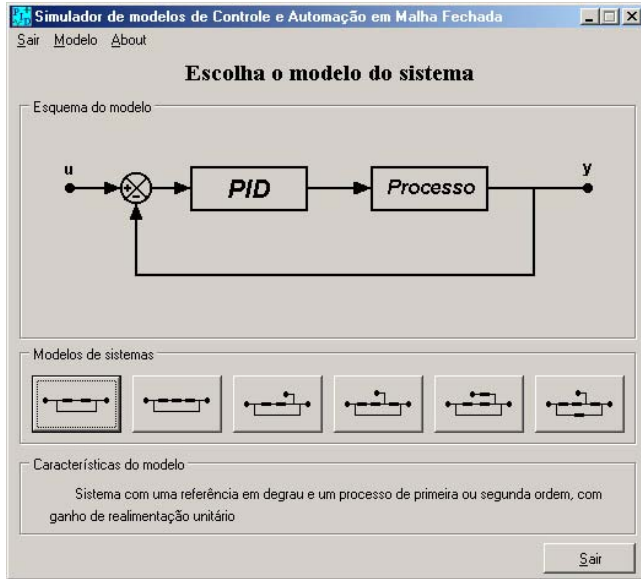 Simulador de modelos de Controle e Automação em Malha Fechada
Sair Modelo About
Escolha o modelo do sistema
Esquema do modelo
u
y
+
-
PID
Processo
Modelos de sistemas
Características do modelo
Sistema com uma referência em degrau e um processo de primeira ou segunda ordem, com
ganho de realimentação unitário
Sair